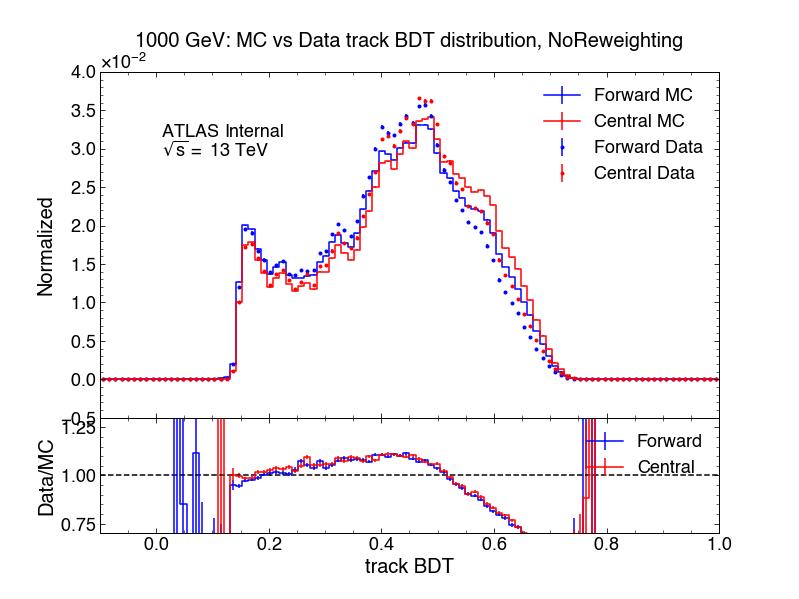 1000 GeV: MC vs Data track BDT distribution, NoReweighting
×10−2
4.0
3.5
3.0
2.5
2.0
1.5
1.0
0.5
0.0
−0.5
Normalized
ATLAS Internal
√s = 13 TeV
Forward MC
Central MC
Forward Data
Central Data
1.25
1.00
0.75
Data/MC
Forward
Central
0.0 0.2 0.4 0.6 0.8 1.0
track BDT